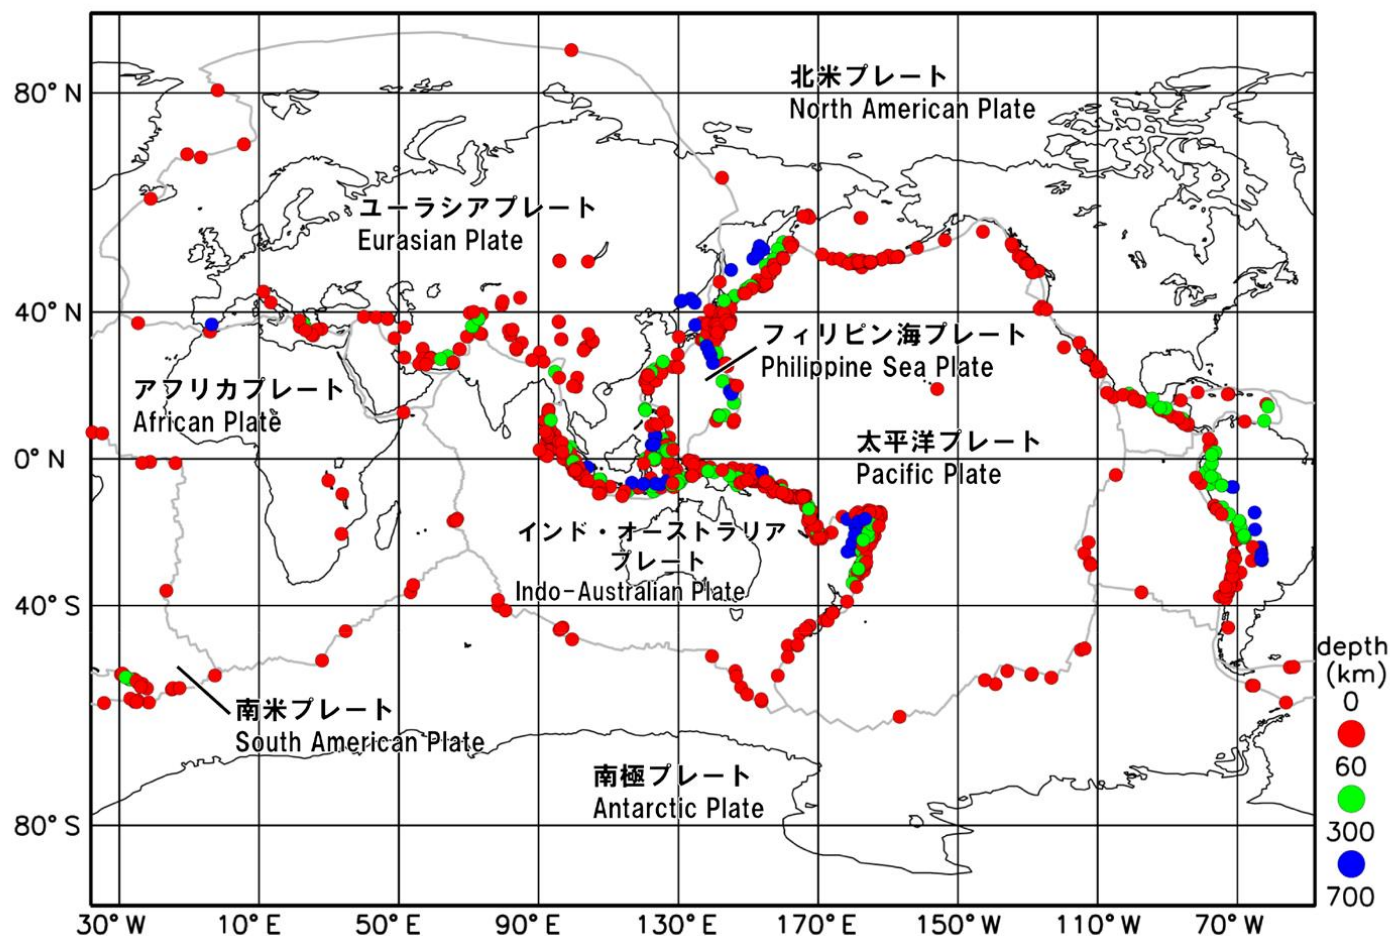 80° N
北米プレート
North American Plate
ユーラシアプレート
Eurasian Plate
40° N
フィリピン海プレート
Philippine Sea Plate
アフリカプレート
African Plate
太平洋プレート
Pacific Plate
0° N
インド・オーストラリア
プレート
Indo-Australian Plate
40° S
depth
(km)
0
南米プレート
South American Plate
60
南極プレート
Antarctic Plate
300
80° S
700
30° W 10° E 50° E 90° E 130° E 170° E 150° W 110° W 70° W